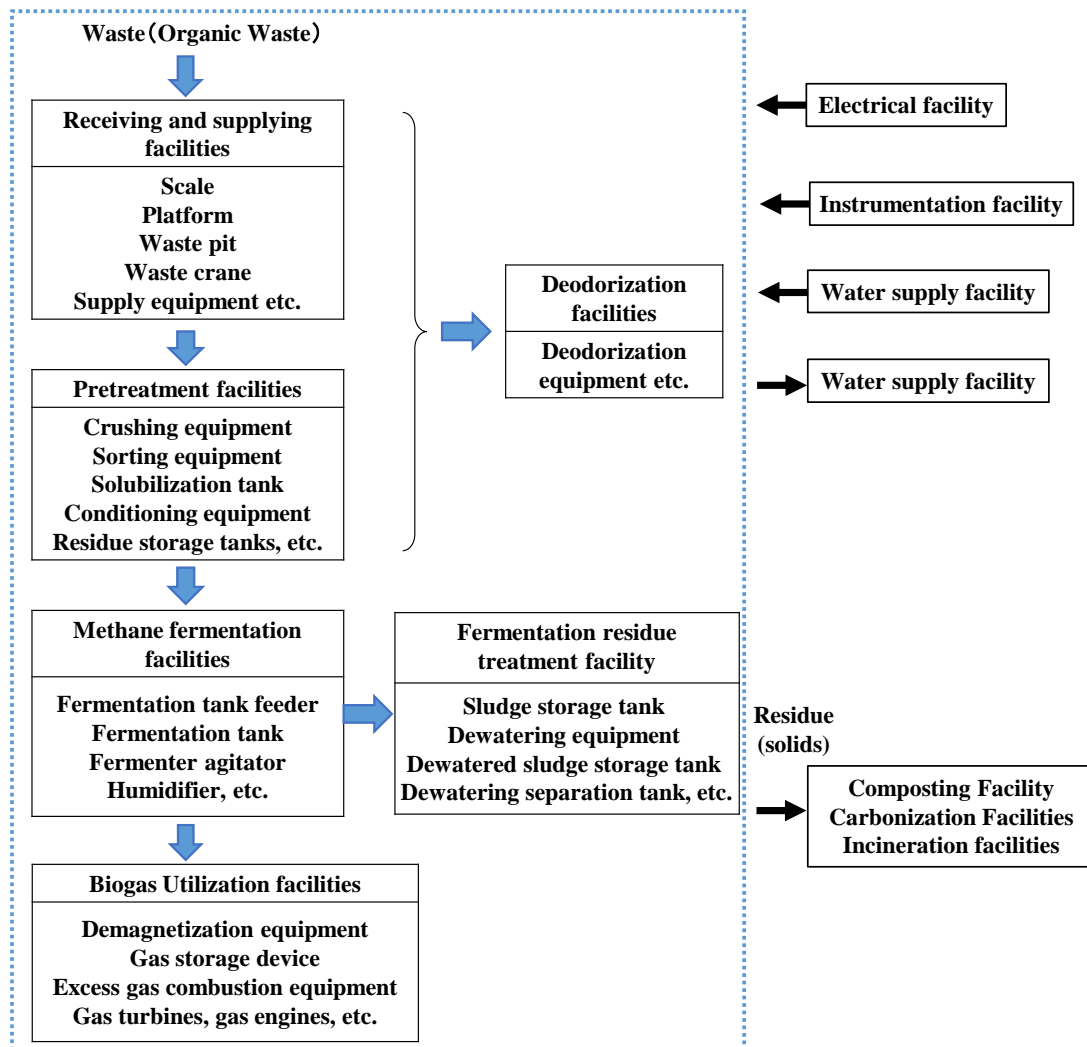 Waste(Organic Waste)
Receiving and supplying
facilities
Scale
Platform
Waste pit
Waste crane
Supply equipment etc.
Pretreatment facilities
Crushing equipment
Sorting equipment
Solubilization tank
Conditioning equipment
Residue storage tanks, etc.
Deodorization
facilities
Deodorization
equipment etc.
Methane fermentation
facilities
Fermentation tank feeder
Fermentation tank
Fermenter agitator
Humidifier, etc.
Fermentation residue
treatment facility
Sludge storage tank
Dewatering equipment
Dewatered sludge storage tank
Dewatering separation tank, etc.
Biogas Utilization facilities
Demagnetization equipment
Gas storage device
Excess gas combustion equipment
Gas turbines, gas engines, etc.
Electrical facility
Instrumentation facility
Water supply facility
Water supply facility
Residue
(solids)
Composting Facility
Carbonization Facilities
Incineration facilities